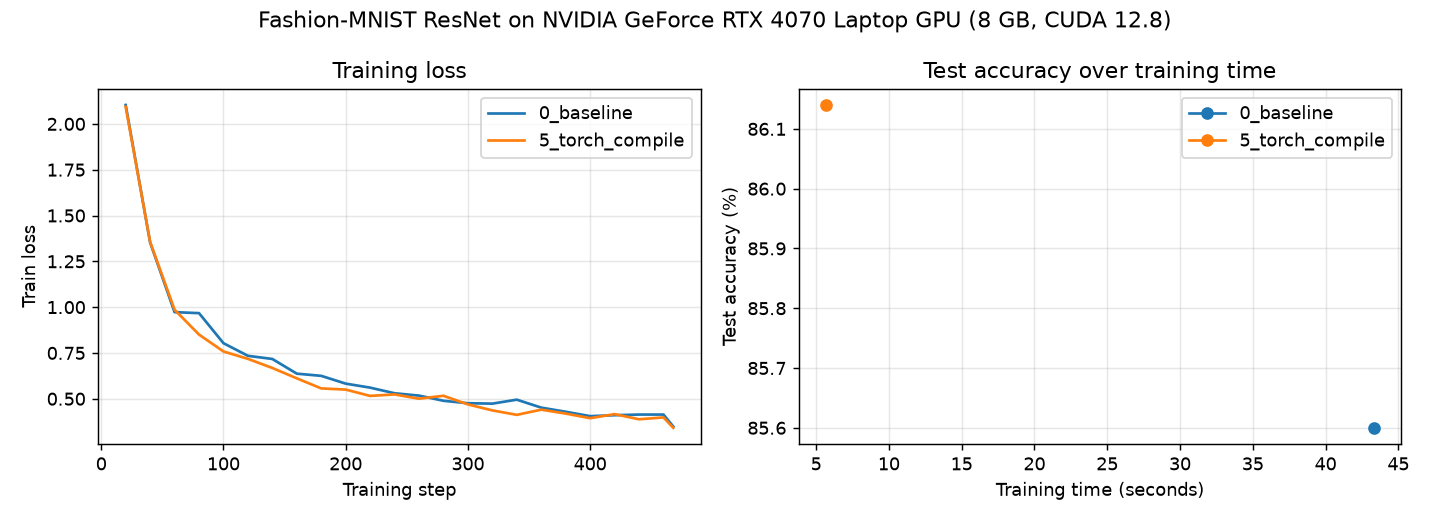 Fashion-MNIST ResNet on NVIDIA GeForce RTX 4070 Laptop GPU (8 GB, CUDA 12.8)
Training loss
0_baseline
5_torch_compile
Train loss
2.00
1.75
1.50
1.25
1.00
0.75
0.50
0 100 200 300 400
Training step
Test accuracy over training time
0_baseline
5_torch_compile
Test accuracy (%)
86.1
86.0
85.9
85.8
85.7
85.6
5 10 15 20 25 30 35 40 45
Training time (seconds)